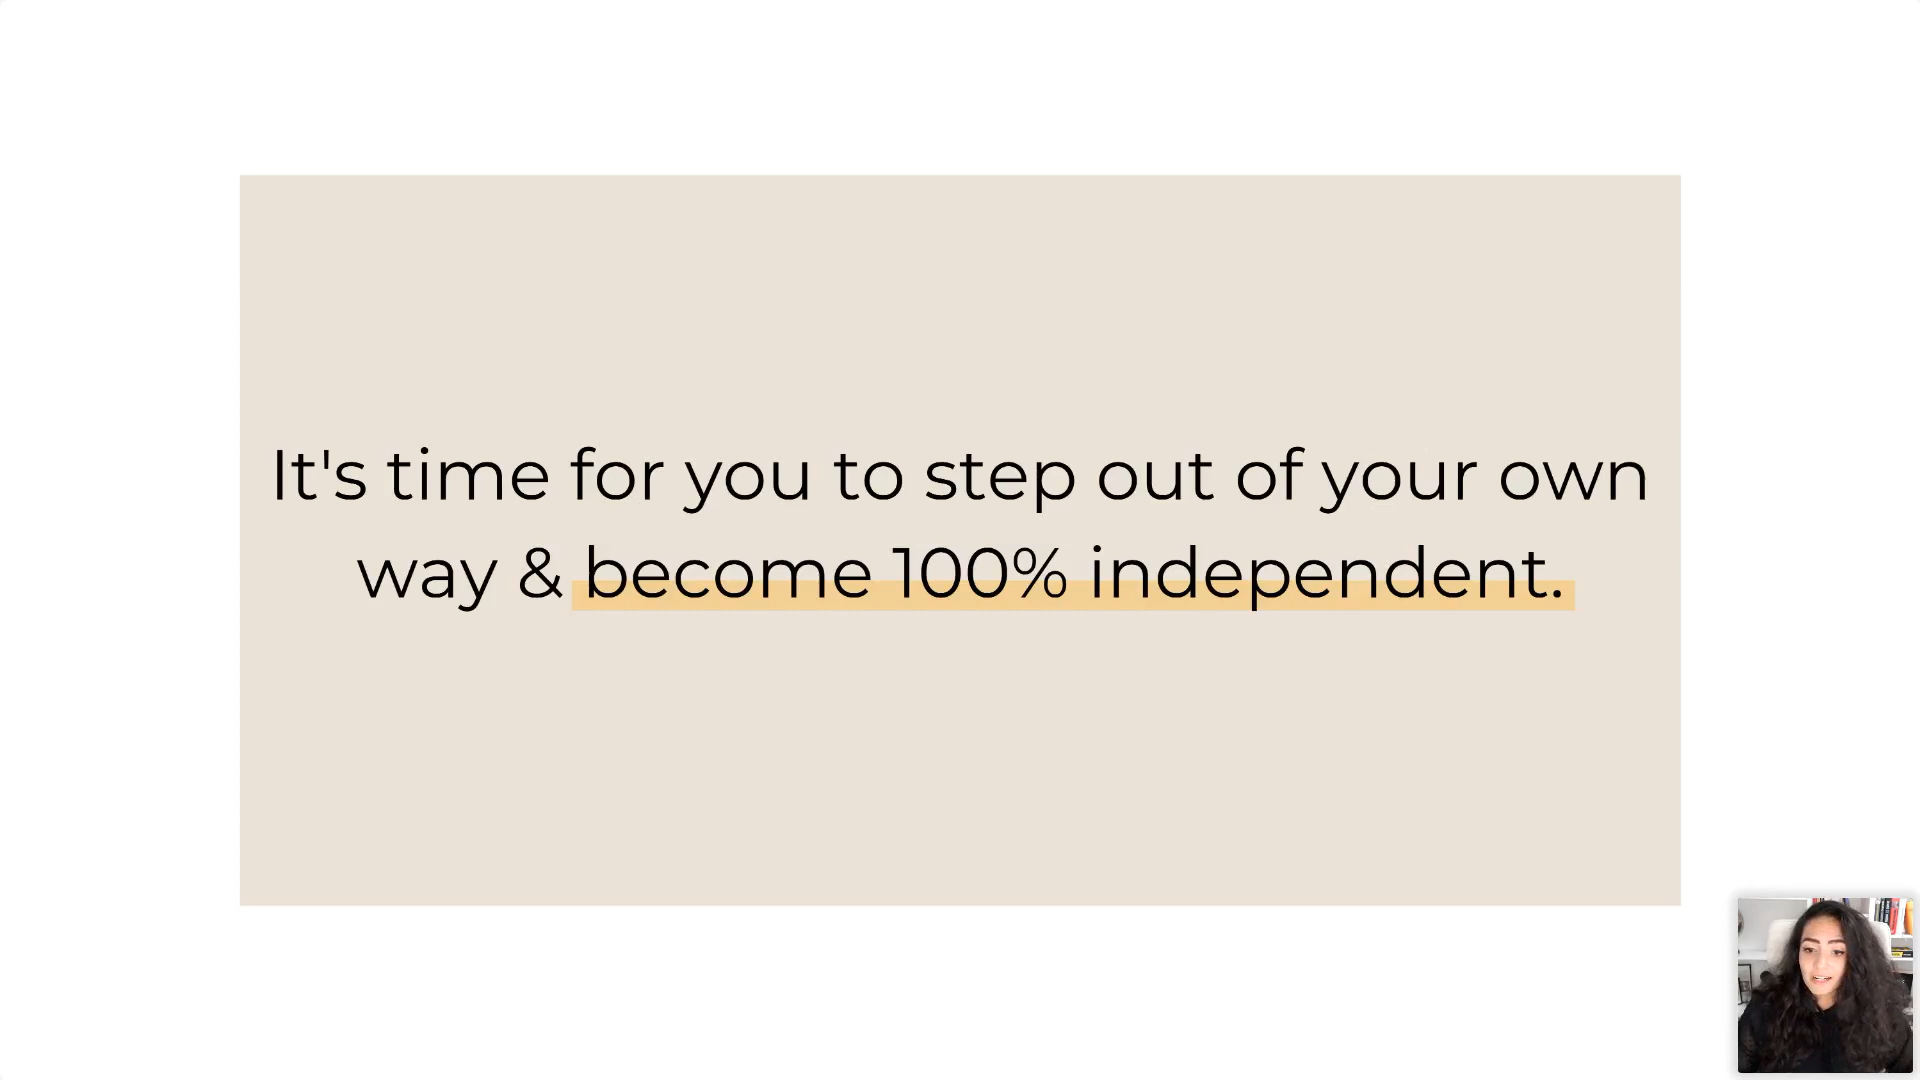 It's time for you to step out of your own
way & become 100% independent.